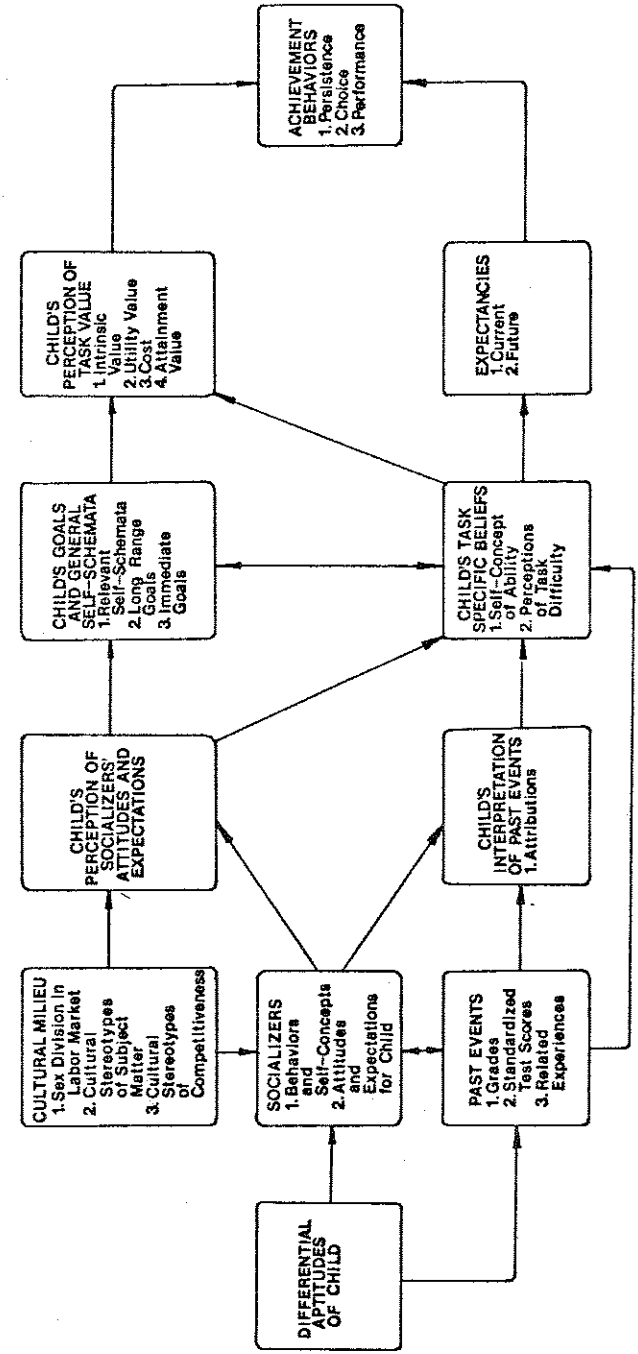 CULTURAL MILIEU
1. Sex Division In
Labor Market
2. Cultural
Stereotypes
of Subject
Matter
3. Cultural
Stereotypes
of
Competitiveness
CHILD'S
PERCEPTION OF
SOCIALIZERS'
ATTITUDES AND
EXPECTATIONS
CHILD'S GOALS
AND GENERAL
SELF-SCHEMATA
1. Relevant
Self-Schemata
2. Long Range
Goals
3. Immediate
Goals
CHILD'S
PERCEPTION OF
TASK VALUE
1. Intrinsic
Value
2. Utility Value
3. Cost
4. Attainment
Value
DIFFERENTIAL
APTITUDES
OF CHILD
SOCIALIZERS
1. Behaviors
and
Self-Concepts
2. Attitudes
and
Expectations
for Child
ACHIEVEMENT
BEHAVIORS
1. Persistence
2. Choice
3. Performance
PAST EVENTS
1. Grades
2. Standardized
Test Scores
3. Related
Experiences
CHILD'S
INTERPRETATION
OF PAST EVENTS
1. Attributions
CHILD'S TASK
SPECIFIC BELIEFS
1. Self-Concept
of Ability
2. Perceptions
of Task
Difficulty
EXPECTANCIES
1. Current
2. Future